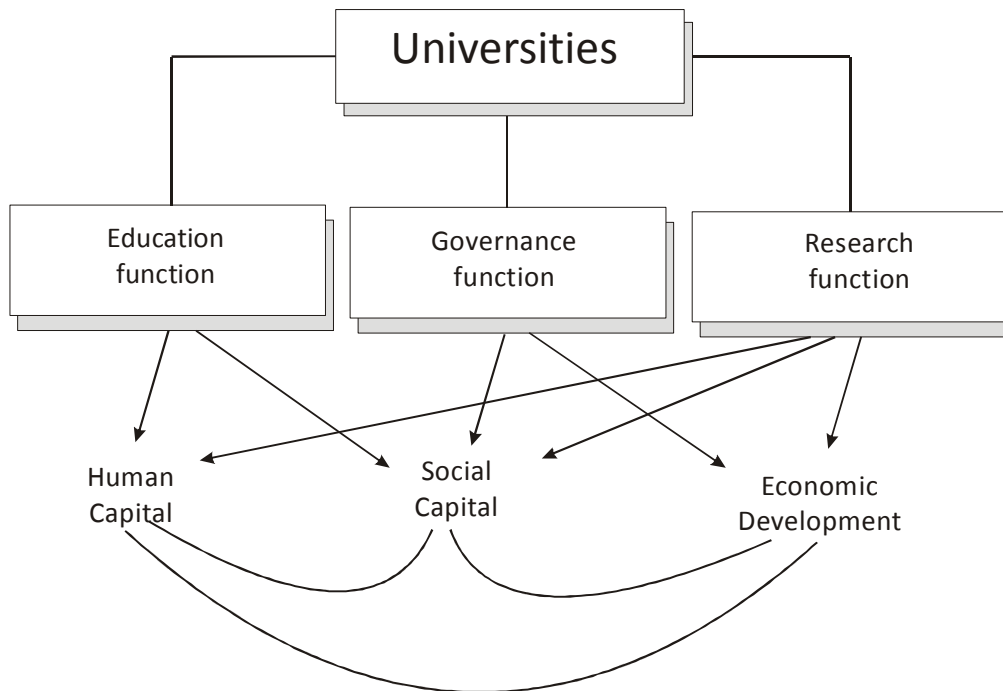 Universities
Education
function
Governance
function
Research
function
Human
Capital
Social
Capital
Economic
Development